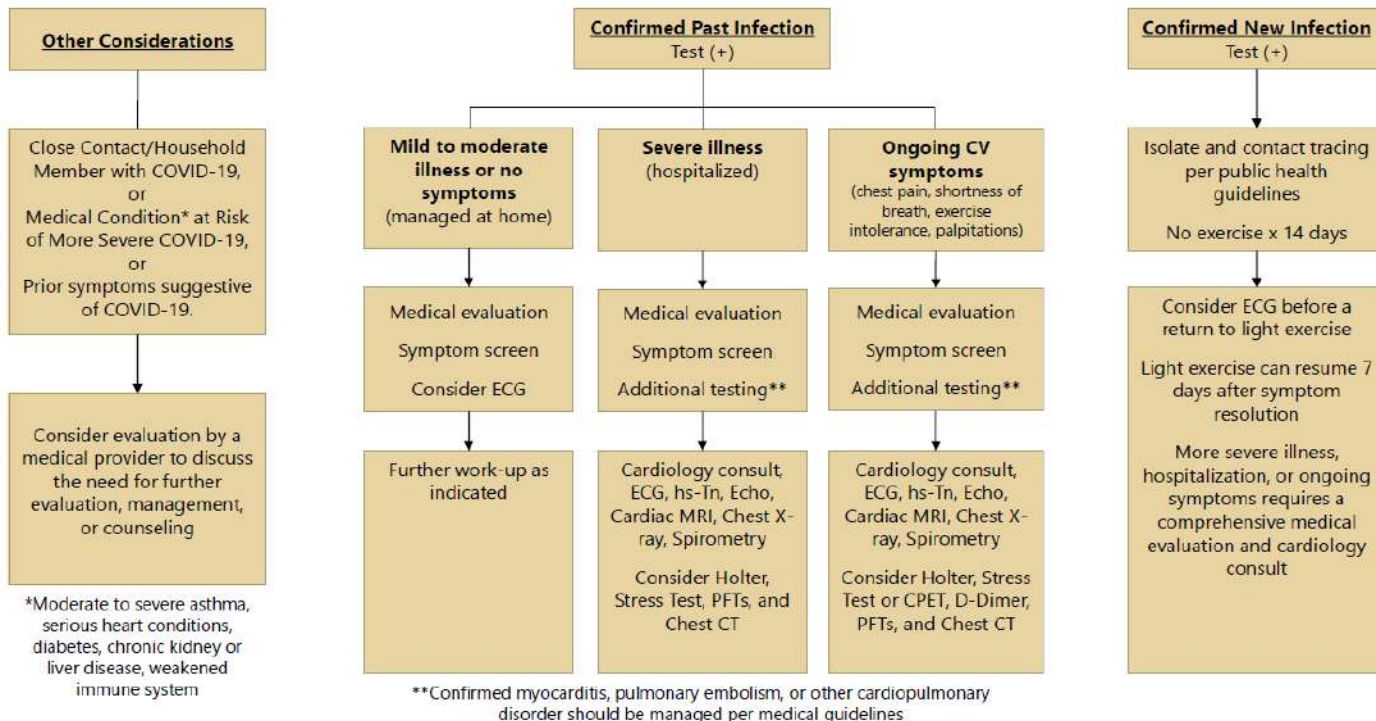 Other Considerations
Close Contact/Household
Member with COVID-19,
or
Medical Condition* at Risk
of More Severe COVID-19,
or
Prior symptoms suggestive
of COVID-19.
Consider evaluation by a
medical provider to discuss
the need for further
evaluation, management,
or counseling
*Moderate to severe asthma,
serious heart conditions,
diabetes, chronic kidney or
liver disease, weakened
immune system
Confirmed Past Infection
Test (+)
Mild to moderate
illness or no
symptoms
(managed at home)
Medical evaluation
Symptom screen
Consider ECG
Further work-up as
indicated
Severe illness
(hospitalized)
Medical evaluation
Symptom screen
Additional testing**
Cardiology consult,
ECG, hs-Tn, Echo,
Cardiac MRI, Chest X-
ray, Spirometry
Consider Holter,
Stress Test, PFTs, and
Chest CT
Ongoing CV
symptoms
(chest pain, shortness of
breath, exercise
intolerance, palpitations)
Medical evaluation
Symptom screen
Additional testing**
Cardiology consult,
ECG, hs-Tn, Echo,
Cardiac MRI, Chest X-
ray, Spirometry
Consider Holter, Stress
Test or CPET, D-Dimer,
PFTs, and Chest CT
**Confirmed myocarditis, pulmonary embolism, or other cardiopulmonary
disorder should be managed per medical guidelines
Confirmed New Infection
Test (+)
Isolate and contact tracing
per public health
guidelines
No exercise x 14 days
Consider ECG before a
return to light exercise
Light exercise can resume 7
days after symptom
resolution
More severe illness,
hospitalization, or ongoing
symptoms requires a
comprehensive medical
evaluation and cardiology
consult